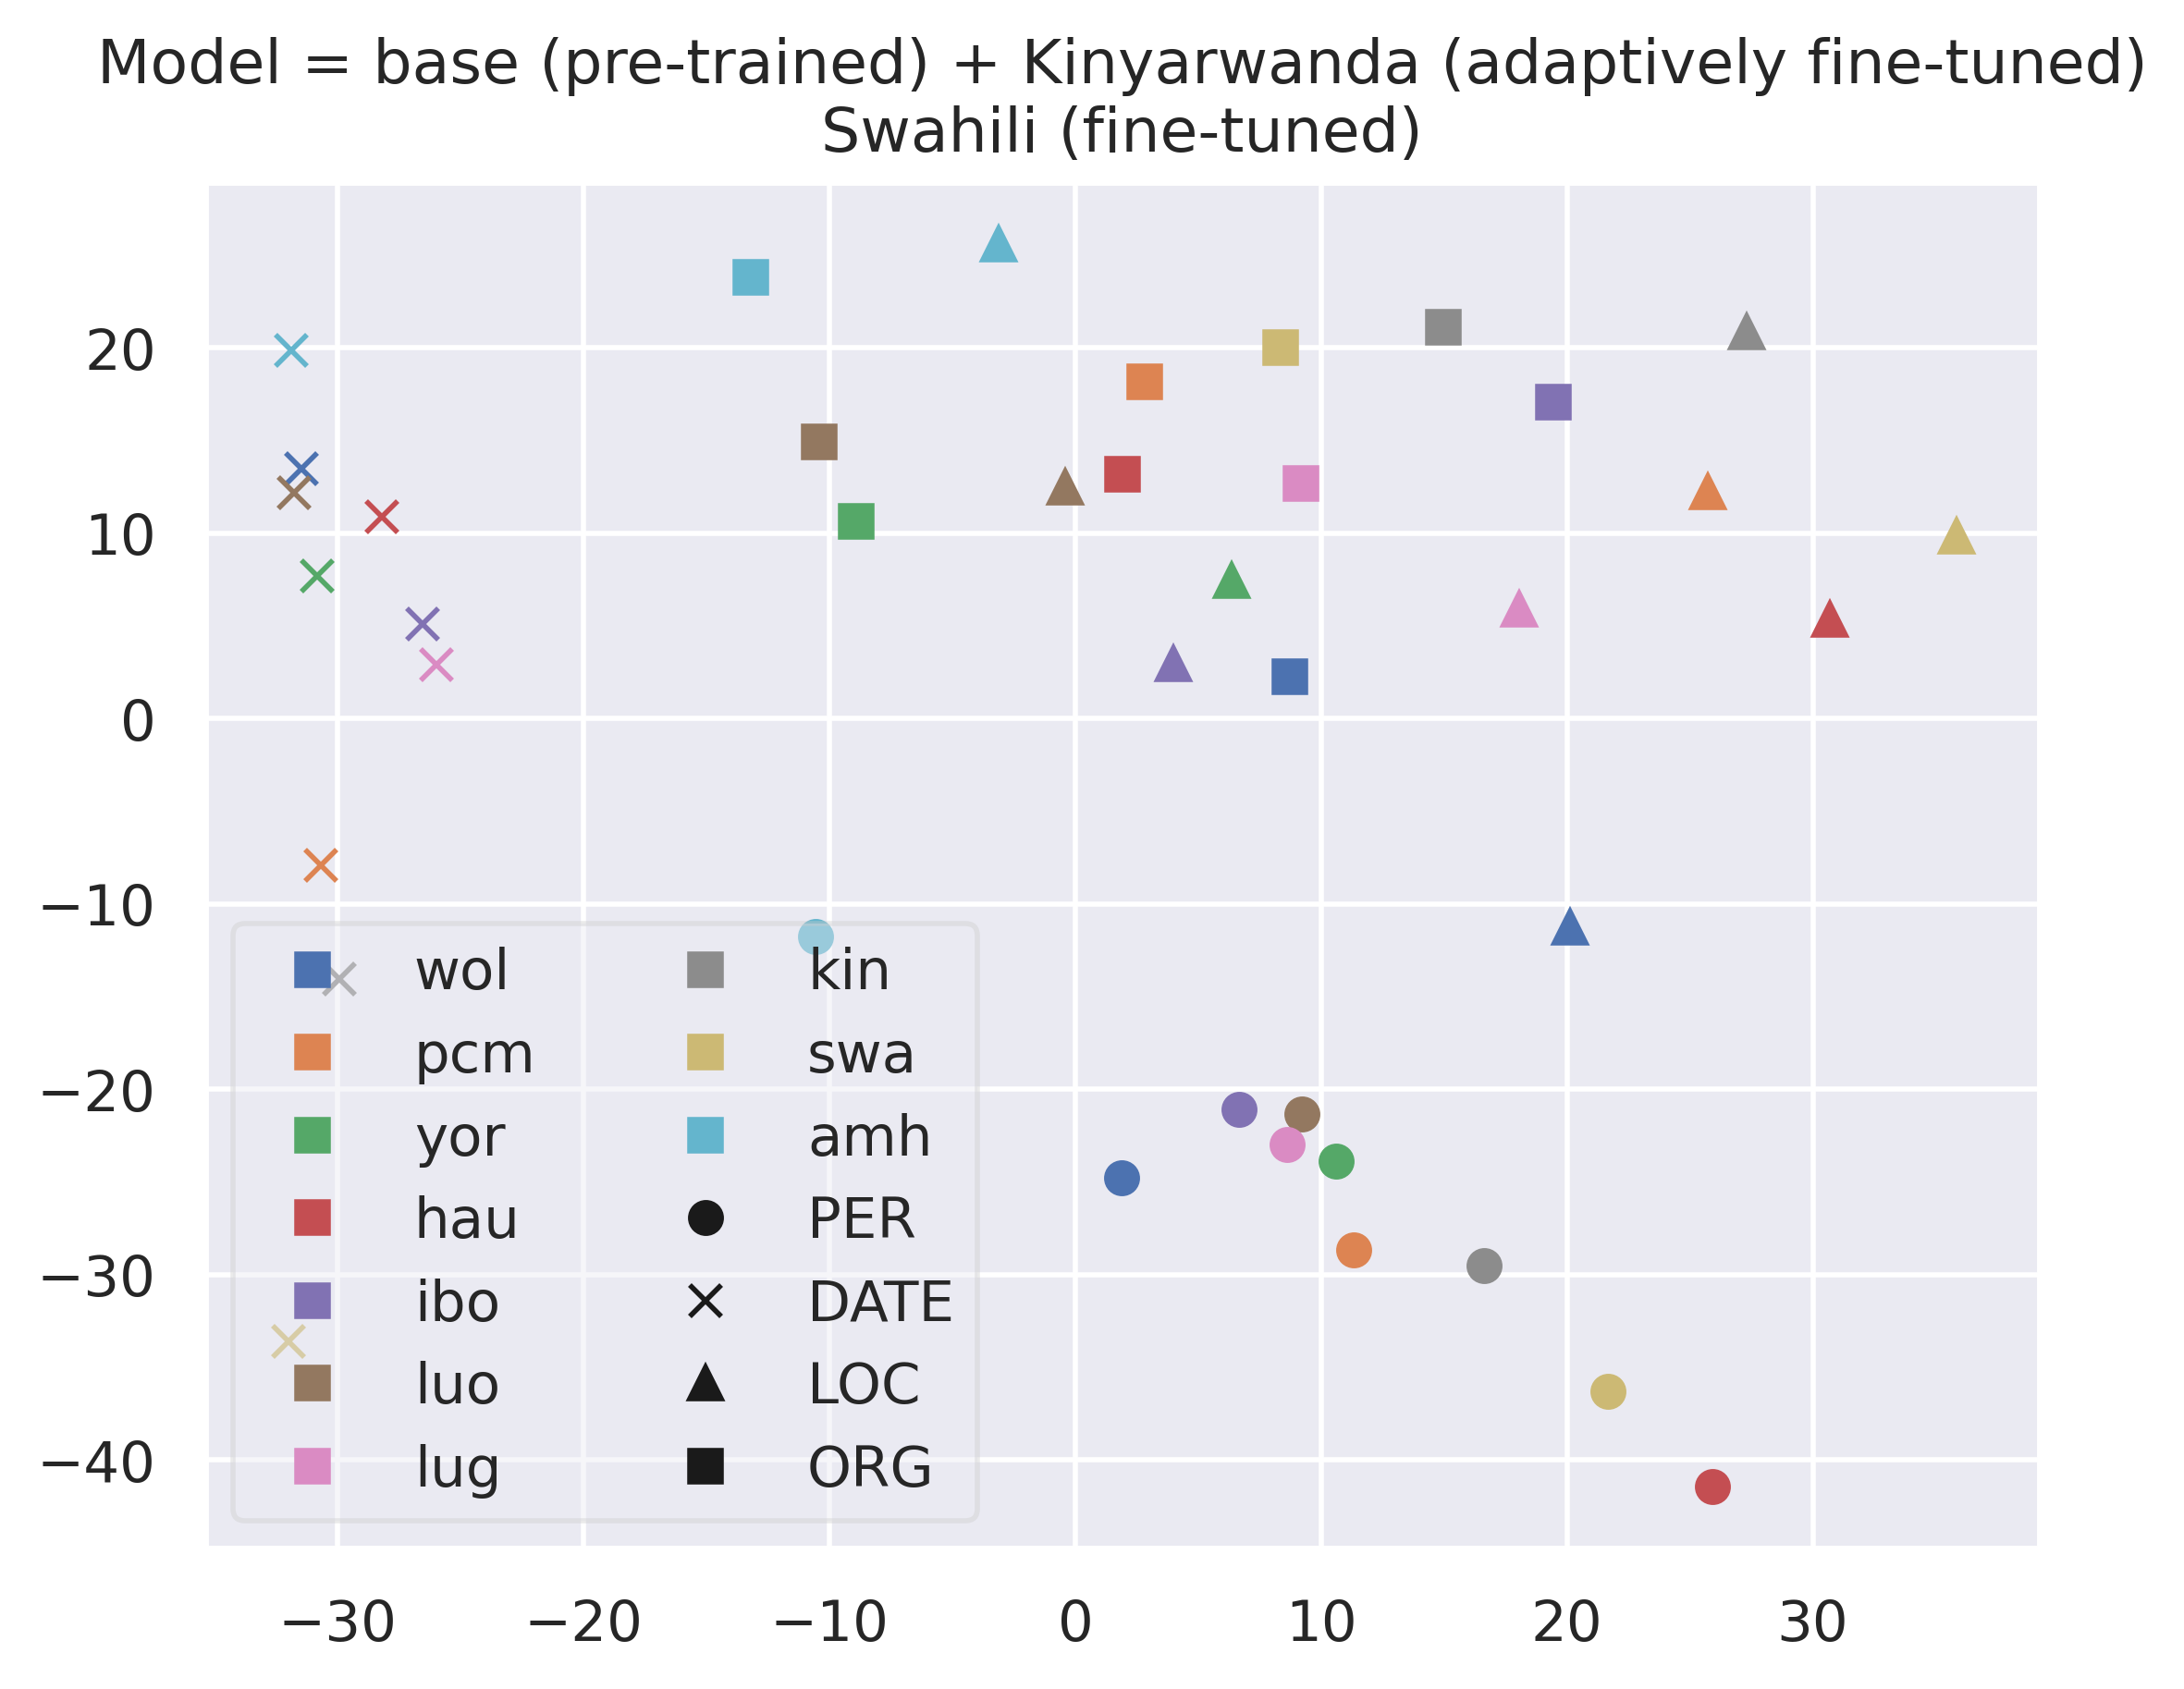 Model = base (pre-trained) + Kinyarwanda (adaptively fine-tuned)
Swahili (fine-tuned)
20
10
0
−10
−20
−30
−40
wol
pcm
yor
hau
ibo
luo
lug
kin
swa
amh
PER
DATE
LOC
ORG
−30 −20 −10 0 10 20 30